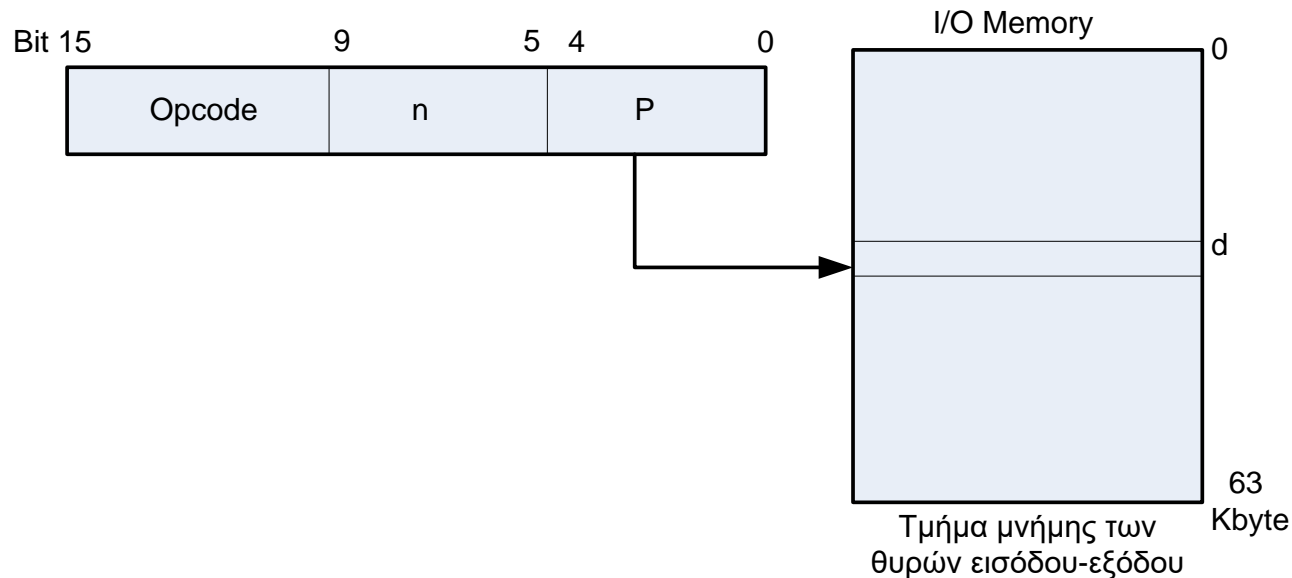 Bit 15 9 5 4 0
Opcode n P
I/O Memory
0
d
63
Kbyte
Τμήμα μνήμης των
θυρών εισόδου-εξόδου